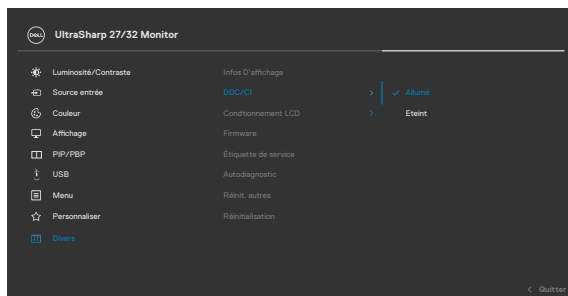 DELL UltraSharp 27/32 Monitor
Luminosité/Contraste Infos D'affichage
Source entrée DDC/CI > ✓ Allumé
Couleur Condtionnement LCD > Eteint
Affichage Firmware
PIP/PBP Étiquette de service
USB Autodiagnostic
Menu Réinit. autres
Personnaliser Réinitialisation
Divers
< Quitter